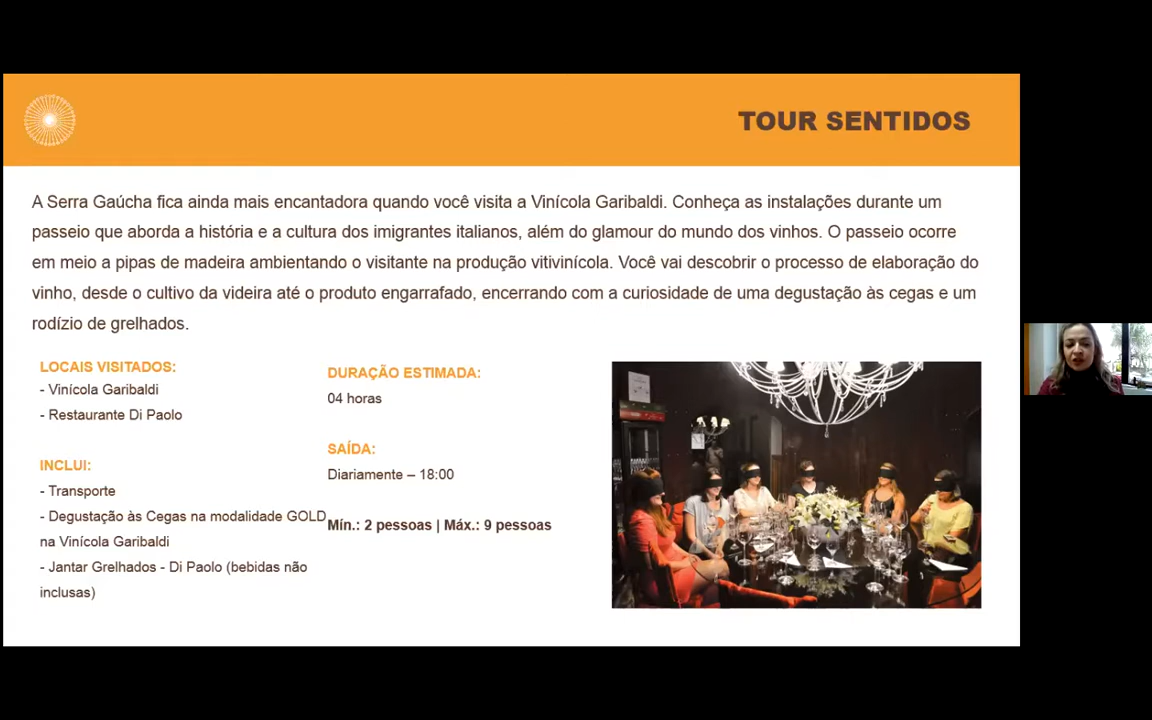 TOUR SENTIDOS
A Serra Gaúcha fica ainda mais encantadora quando você visita a Vinícola Garibaldi. Conheça as instalações durante um
passeio que aborda a história e a cultura dos imigrantes italianos, além do glamour do mundo dos vinhos. O passeio ocorre
em meio a pipas de madeira ambientando o visitante na produção vitivinícola. Você vai descobrir o processo de elaboração do
vinho, desde o cultivo da videira até o produto engarrafado, encerrando com a curiosidade de uma degustação às cegas e um
rodízio de grelhados.
LOCAIS VISITADOS:
- Vinícola Garibaldi
- Restaurante Di Paolo
INCLUI:
- Transporte
- Degustação às Cegas na modalidade GOLD
na Vinícola Garibaldi
- Jantar Grelhados - Di Paolo (bebidas não
inclusas)
DURAÇÃO ESTIMADA:
04 horas
SAÍDA:
Diariamente – 18:00
Mín.: 2 pessoas | Máx.: 9 pessoas